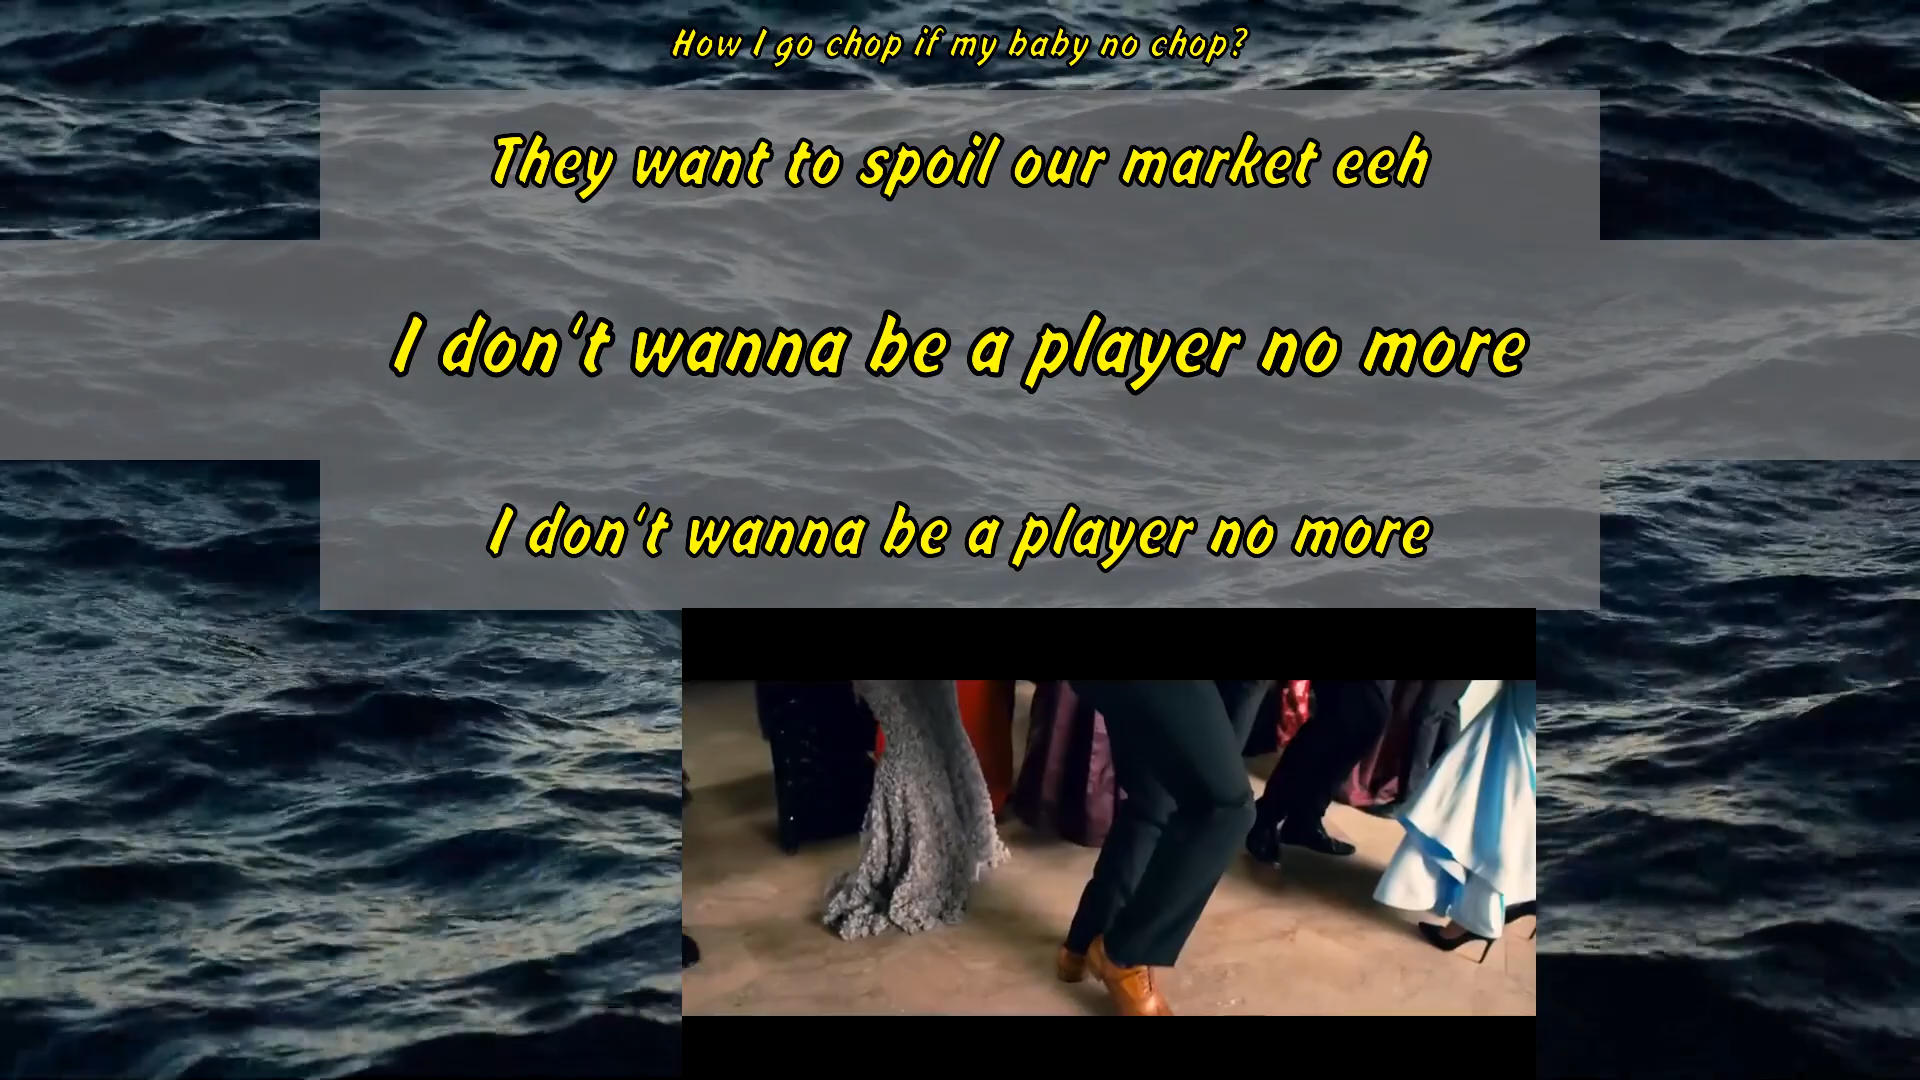 How I go chop if my baby no chop?
They want to spoil our market eeh
I don't wanna be a player no more
I don't wanna be a player no more